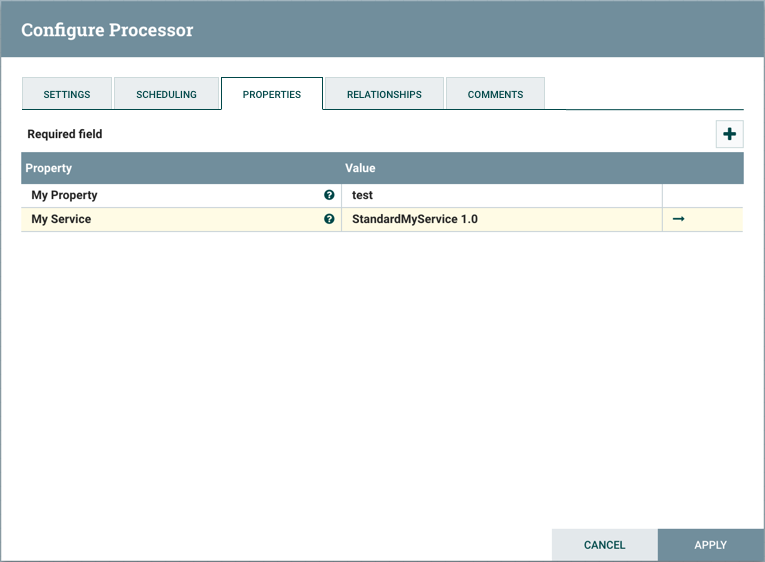 Configure Processor
SETTINGS SCHEDULING PROPERTIES RELATIONSHIPS COMMENTS
Required field
Property Value
My Property test
My Service StandardMyService 1.0
CANCEL APPLY